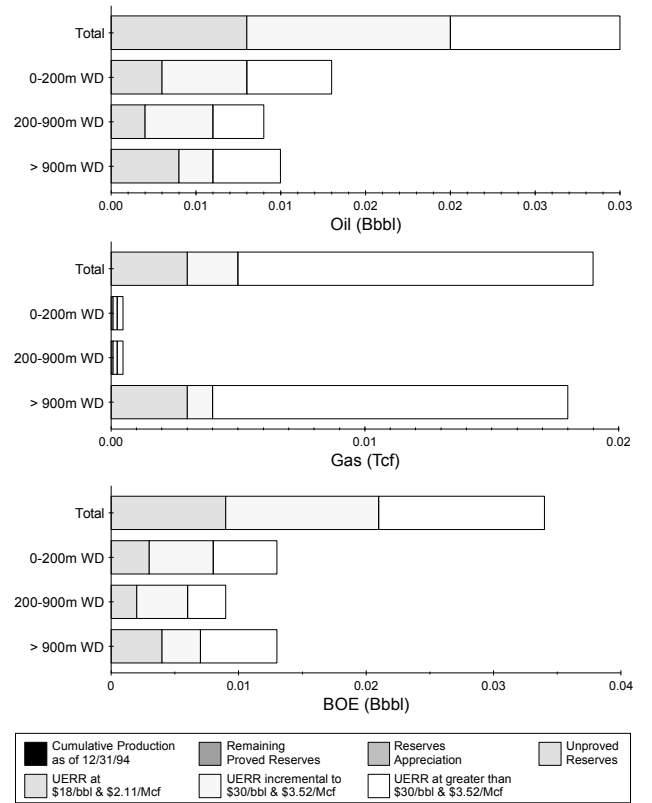 Total
0-200m WD
200-900m WD
> 900m WD
0.00 0.01 0.01 0.02 0.02 0.03 0.03
Oil (Bbbl)
Total
0-200m WD
200-900m WD
> 900m WD
0.00 0.01 0.02
Gas (Tcf)
Total
0-200m WD
200-900m WD
> 900m WD
0 0.01 0.02 0.03 0.04
BOE (Bbbl)
Cumulative Production
as of 12/31/94
Remaining
Proved Reserves
Reserves
Appreciation
Unproved
Reserves
UERR at
$18/bbl & $2.11/Mcf
UERR incremental to
$30/bbl & $3.52/Mcf
UERR at greater than
$30/bbl & $3.52/Mcf